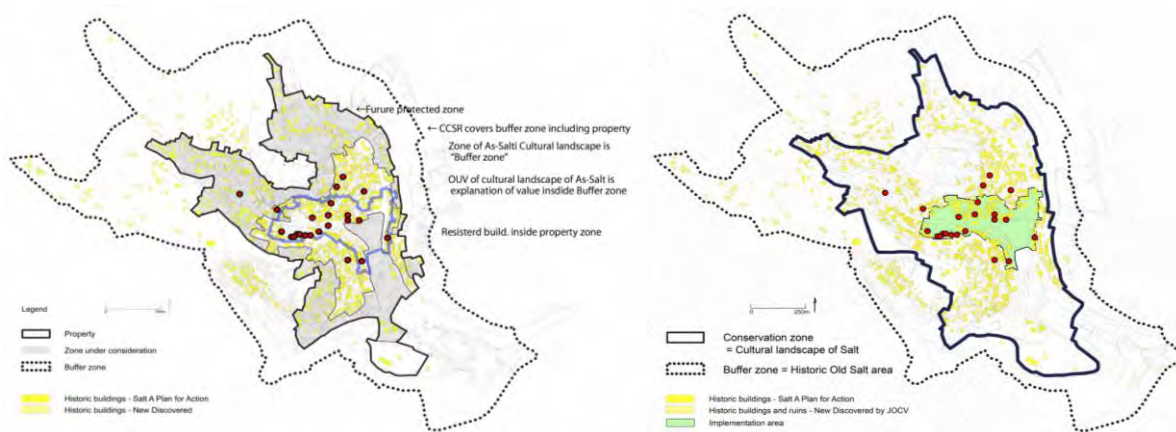 ←Furure protected zone
←CCSR covers buffer zone including property
Zone of As-Salti Cultural landscape is
"Buffer zone"
OUV of cultural landscape of As-Salt is
explanation of value insdide Buffer zone
Resisterd build. inside property zone
Legend
Property
Zone under consideration
Buffer zone
Historic buildings - Salt A Plan for Action
Historic buildings - New Discovered
0
250m
Conservation zone
= Cultural landscape of Salt
Buffer zone = Historic Old Salt area
Historic buildings - Salt A Plan for Action
Historic buildings and ruins - New Discovered by JOCV
Implementation area